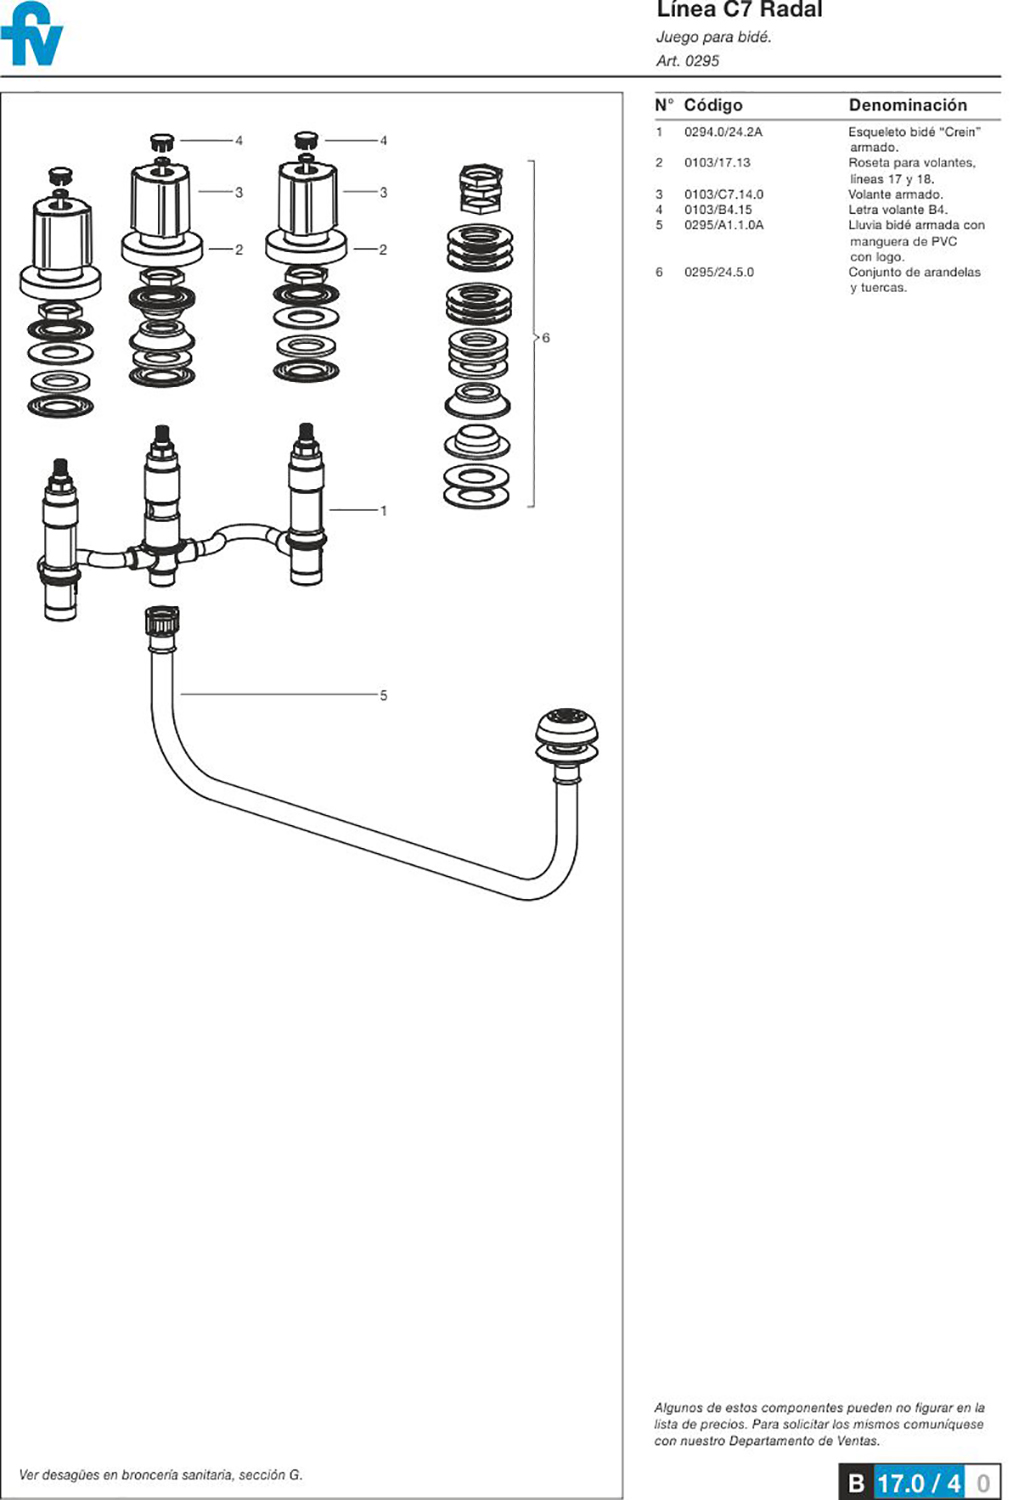 fv
Línea C7 Radal
Juego para bidé.
Art. 0295
N° Código Denominación
1 0294.0/24.2A Esqueleto bidé “Crein”
armado.
2 0103/17.13 Roseta para volantes,
líneas 17 y 18.
3 0103/C7.14.0 Volante armado.
4 0103/B4.15 Letra volante B4.
5 0295/A1.1.0A Lluvia bidé armada con
manguera de PVC
con logo.
6 0295/24.5.0 Conjunto de arandelas
y tuercas.
4
4
3
3
2
2
6
1
5
Algunos de estos componentes pueden no figurar en la
lista de precios. Para solicitar los mismos comuníquese
con nuestro Departamento de Ventas.
Ver desagües en broncería sanitaria, sección G.
B 17.0 / 4 0